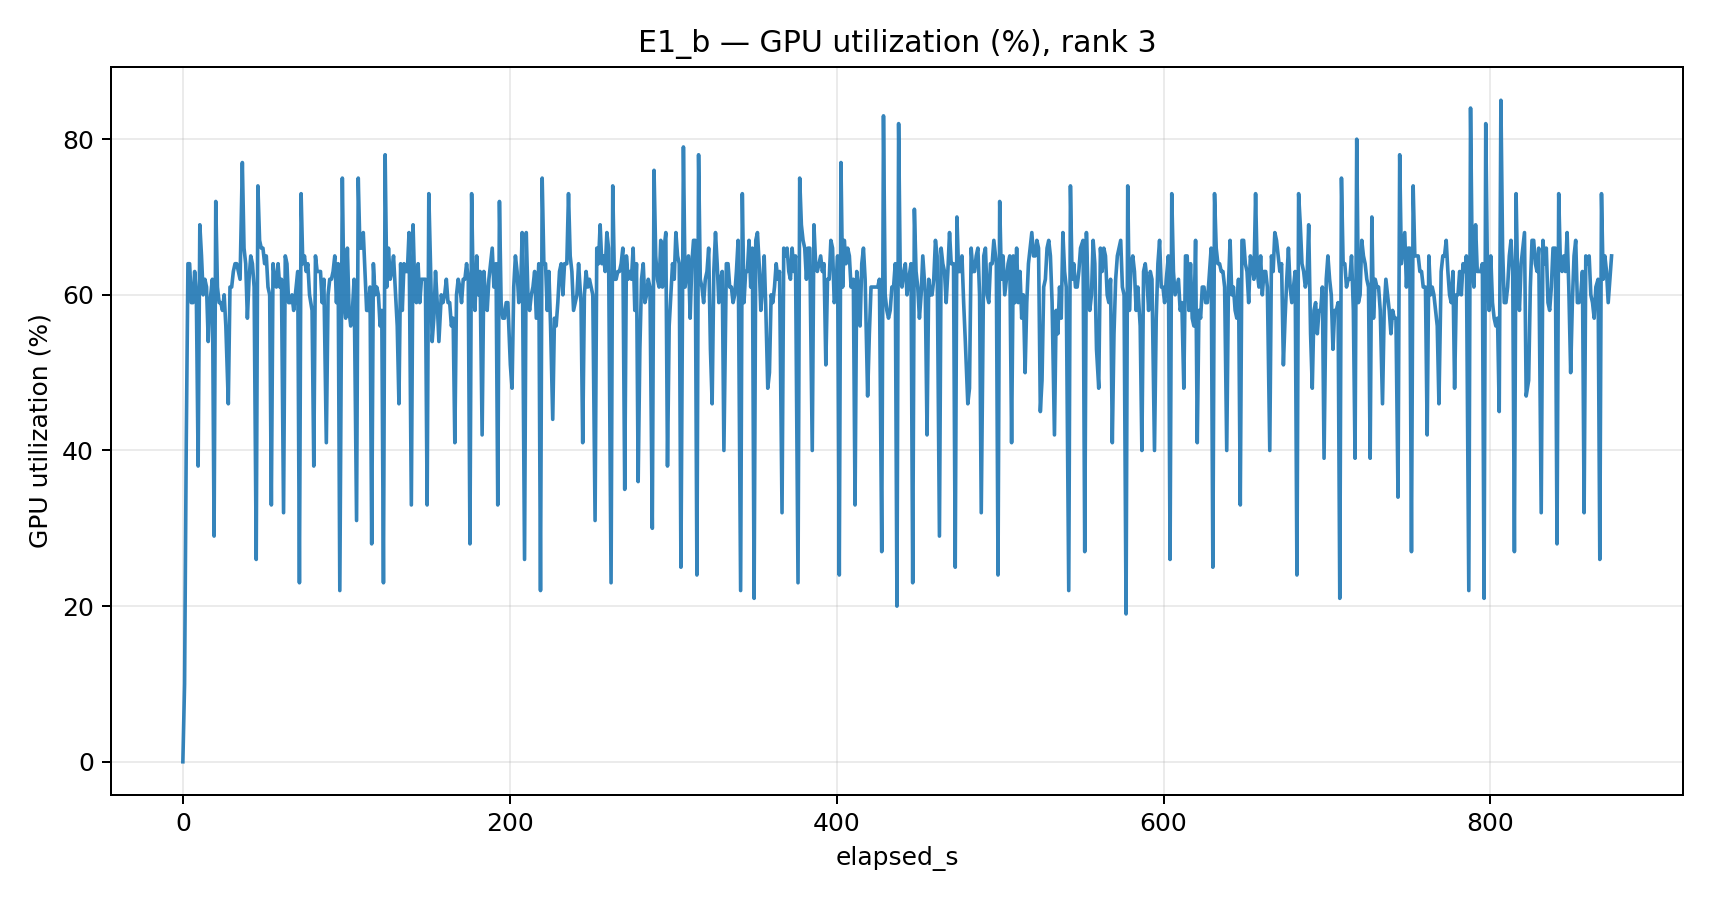 E1_b — GPU utilization (%), rank 3
GPU utilization (%)
80
60
40
20
0
0 200 400 600 800
elapsed_s